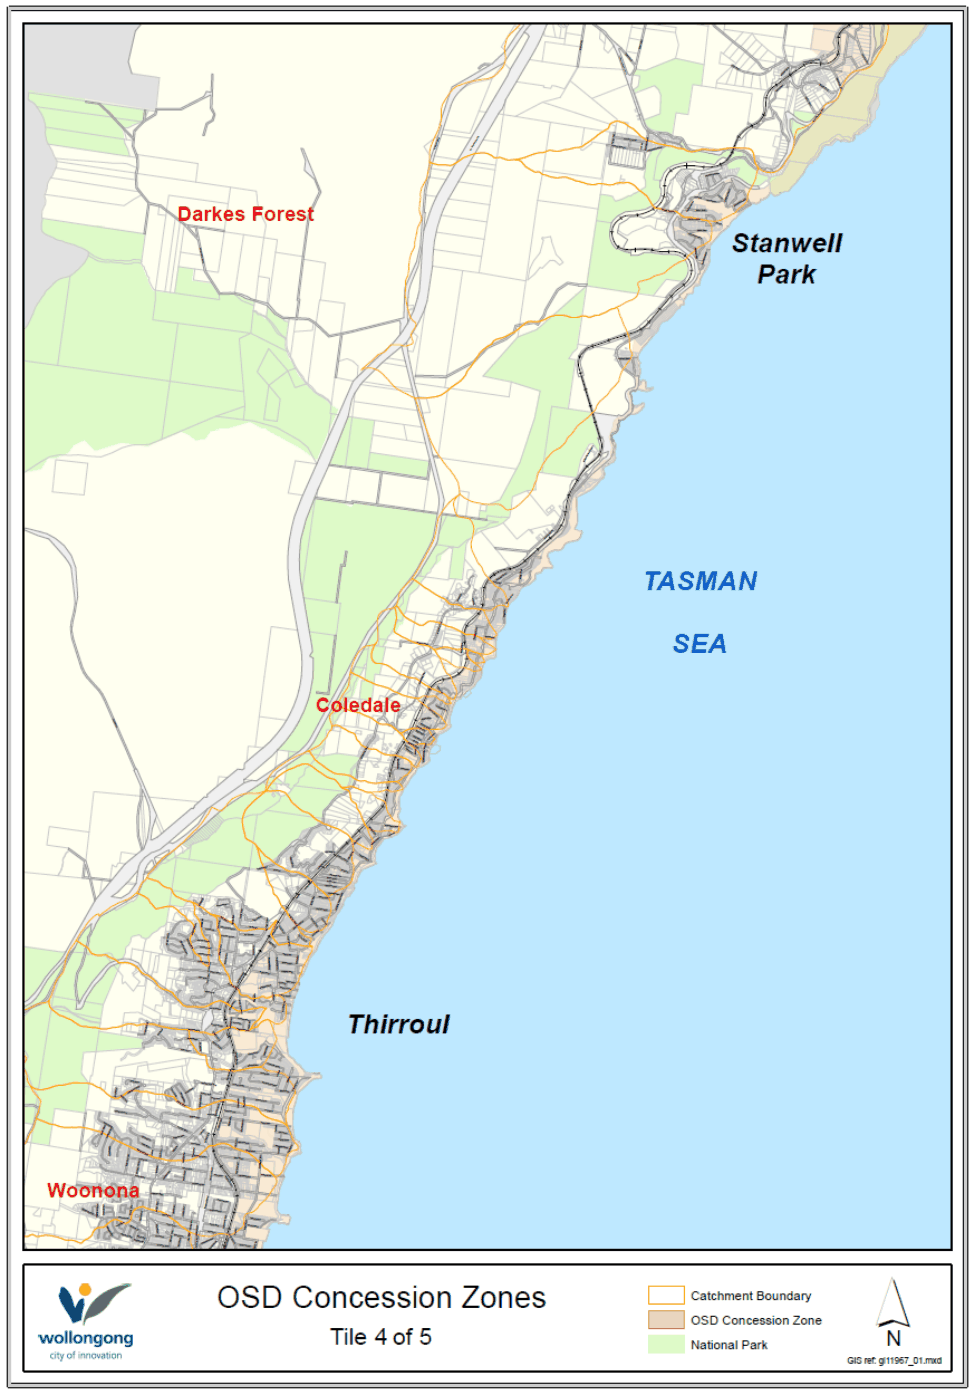 Darkes Forest
Stanwell
Park
TASMAN
SEA
Coledale
Thirroul
Woonona
wollongong
city of innovation
OSD Concession Zones
Tile 4 of 5
Catchment Boundary
OSD Concession Zone
National Park
N
GIS ref: gl11967_01.mxd